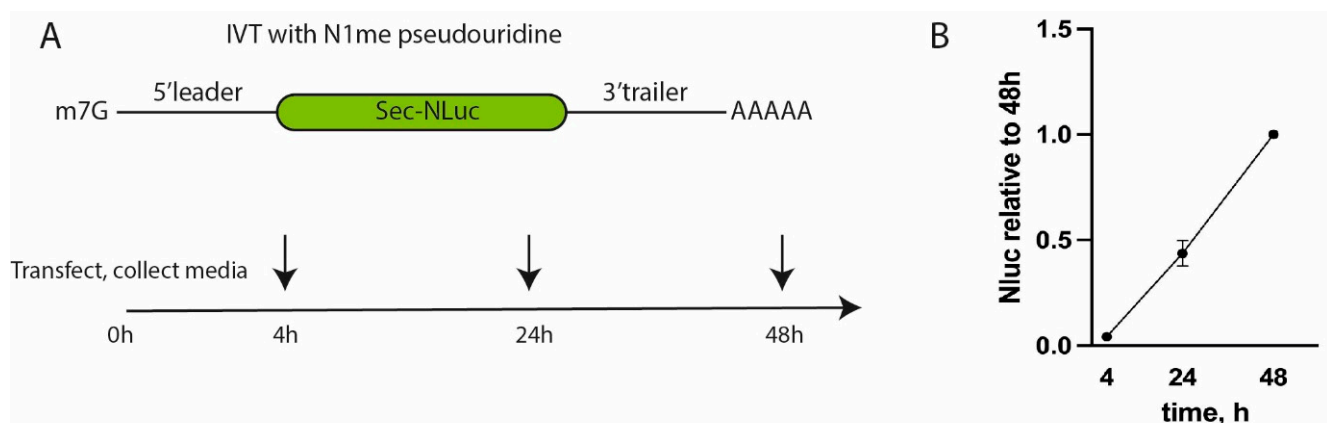 A
IVT with N1me pseudouridine
m7G
5'leader
Sec-NLuc
3'trailer
AAAAA
Transfect, collect media
0h
4h
24h
48h
B
Nluc relative to 48h
1.5
1.0
0.5
0.0
4
24
48
time, h